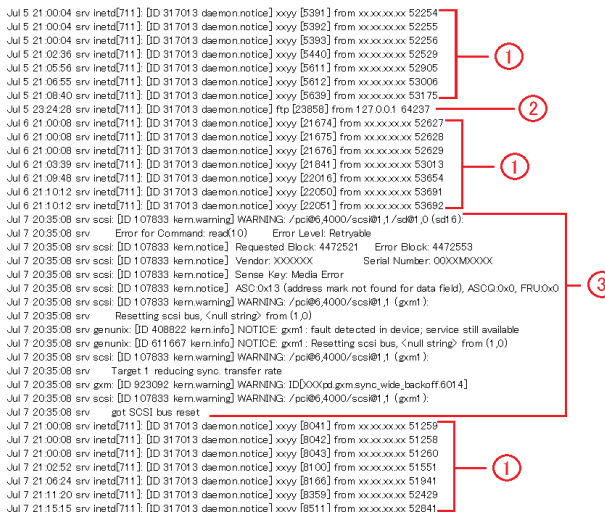 Jul 5 21:00:04 srv inetd[711]: [ID 317013 daemon.notice] xxyy [5391] from xx.xx.xx.xx 52254
Jul 5 21:00:04 srv inetd[711]: [ID 317013 daemon.notice] xxyy [5392] from xx.xx.xx.xx 52255
Jul 5 21:00:04 srv inetd[711]: [ID 317013 daemon.notice] xxyy [5393] from xx.xx.xx.xx 52256
Jul 5 21:02:36 srv inetd[711]: [ID 317013 daemon.notice] xxyy [5440] from xx.xx.xx.xx 52529
Jul 5 21:05:56 srv inetd[711]: [ID 317013 daemon.notice] xxyy [5611] from xx.xx.xx.xx 52905
Jul 5 21:06:55 srv inetd[711]: [ID 317013 daemon.notice] xxyy [5612] from xx.xx.xx.xx 53006
Jul 5 21:08:40 srv inetd[711]: [ID 317013 daemon.notice] xxyy [5639] from xx.xx.xx.xx 53175
①
Jul 5 23:24:28 srv inetd[711]: [ID 317013 daemon.notice] ftp [23858] from 127.0.0.1 64237
②
Jul 6 21:00:08 srv inetd[711]: [ID 317013 daemon.notice] xxyy [21674] from xx.xx.xx.xx 52627
Jul 6 21:00:08 srv inetd[711]: [ID 317013 daemon.notice] xxyy [21675] from xx.xx.xx.xx 52628
Jul 6 21:00:08 srv inetd[711]: [ID 317013 daemon.notice] xxyy [21676] from xx.xx.xx.xx 52629
Jul 6 21:03:39 srv inetd[711]: [ID 317013 daemon.notice] xxyy [21841] from xx.xx.xx.xx 53013
Jul 6 21:09:48 srv inetd[711]: [ID 317013 daemon.notice] xxyy [22016] from xx.xx.xx.xx 53654
Jul 6 21:10:12 srv inetd[711]: [ID 317013 daemon.notice] xxyy [22050] from xx.xx.xx.xx 53691
Jul 6 21:10:12 srv inetd[711]: [ID 317013 daemon.notice] xxyy [22051] from xx.xx.xx.xx 53692
①
Jul 7 20:35:08 srv scsi: [ID 107833 kern.warning] WARNING: /pci@6,4000/scsi@1,1/sd@1,0 (sd16):
Jul 7 20:35:08 srv Error for Command: read(10) Error Level: Retryable
Jul 7 20:35:08 srv scsi: [ID 107833 kern.notice] Requested Block: 4472521 Error Block: 4472553
Jul 7 20:35:08 srv scsi: [ID 107833 kern.notice] Vendor: XXXXXX Serial Number: 00XXMXXXX
Jul 7 20:35:08 srv scsi: [ID 107833 kern.notice] Sense Key: Media Error
Jul 7 20:35:08 srv scsi: [ID 107833 kern.notice] ASC:0x13 (address mark not found for data field), ASCQ:0x0, FRU:0x0
Jul 7 20:35:08 srv scsi: [ID 107833 kern.warning] WARNING: /pci@6,4000/scsi@1,1 (gxm1):
Jul 7 20:35:08 srv Resetting scsi bus, <null string> from (1,0)
Jul 7 20:35:08 srv genunix: [ID 408822 kern.info] NOTICE: gxm1: fault detected in device; service still available
Jul 7 20:35:08 srv genunix: [ID 611667 kern.info] NOTICE: gxm1: Resetting scsi bus, <null string> from (1,0)
Jul 7 20:35:08 srv scsi: [ID 107833 kern.warning] WARNING: /pci@6,4000/scsi@1,1 (gxm1):
Jul 7 20:35:08 srv Target 1 reducing sync. transfer rate
Jul 7 20:35:08 srv gxm: [ID 923092 kern.warning] WARNING: ID[XXXpd.gxm.sync_wide_backoff.6014]
Jul 7 20:35:08 srv scsi: [ID 107833 kern.notice] WARNING: /pci@6,4000/scsi@1,1 (gxm1):
Jul 7 20:35:08 srv got SCSI bus reset
③
Jul 7 21:00:08 srv inetd[711]: [ID 317013 daemon.notice] xxyy [8041] from xx.xx.xx.xx 51259
Jul 7 21:00:08 srv inetd[711]: [ID 317013 daemon.notice] xxyy [8042] from xx.xx.xx.xx 51258
Jul 7 21:00:08 srv inetd[711]: [ID 317013 daemon.notice] xxyy [8043] from xx.xx.xx.xx 51260
Jul 7 21:02:52 srv inetd[711]: [ID 317013 daemon.notice] xxyy [8100] from xx.xx.xx.xx 51551
Jul 7 21:06:24 srv inetd[711]: [ID 317013 daemon.notice] xxyy [8166] from xx.xx.xx.xx 51941
Jul 7 21:11:20 srv inetd[711]: [ID 317013 daemon.notice] xxyy [8359] from xx.xx.xx.xx 52429
Jul 7 21:15:15 srv inetd[711]: [ID 317013 daemon.notice] xxyy [8511] from xx.xx.xx.xx 52841
①